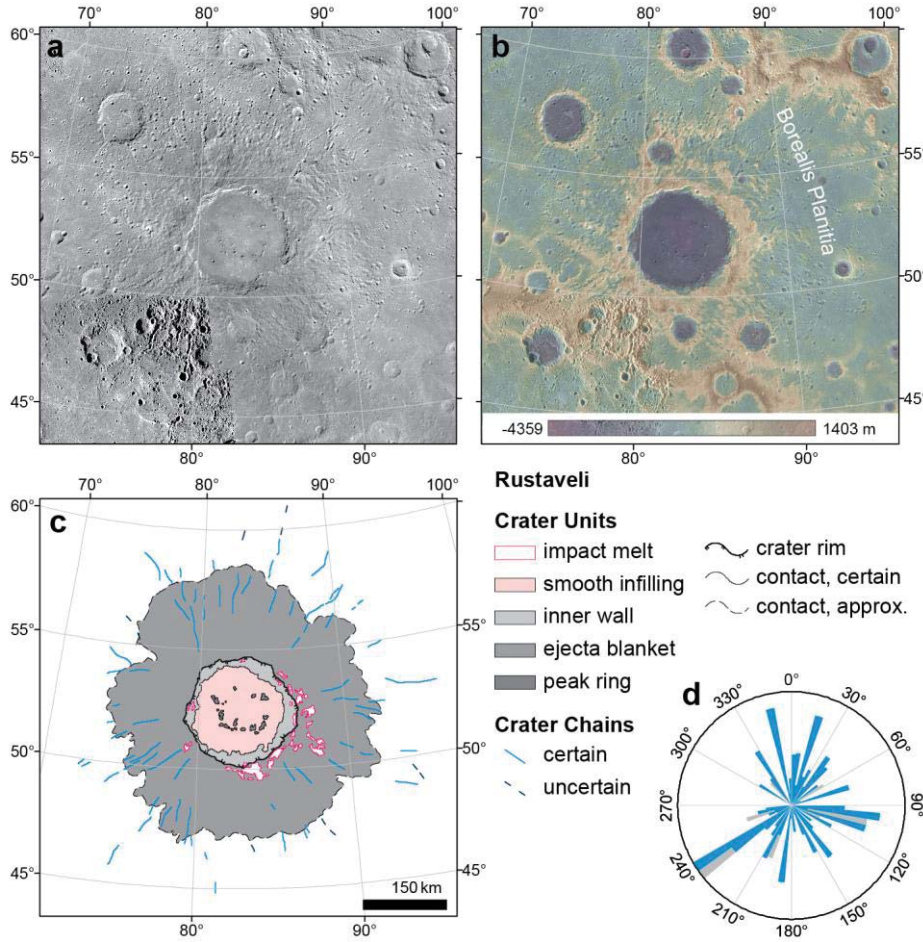 70° 80° 90° 100°
60°
a
55°
50°
45°
80° 90°
70° 80° 90° 100°
60°
b
Borealis Planitia
55°
50°
45°
-4359 1403 m
80° 90°
70° 80° 90° 100°
60°
c
55°
50°
45°
150 km
80° 90°
55°
50°
45°
Rustaveli
Crater Units
impact melt
smooth infilling
inner wall
ejecta blanket
peak ring
crater rim
contact, certain
contact, approx.
Crater Chains
certain
uncertain
d
0°
30°
60°
90°
120°
150°
180°
210°
240°
270°
300°
330°